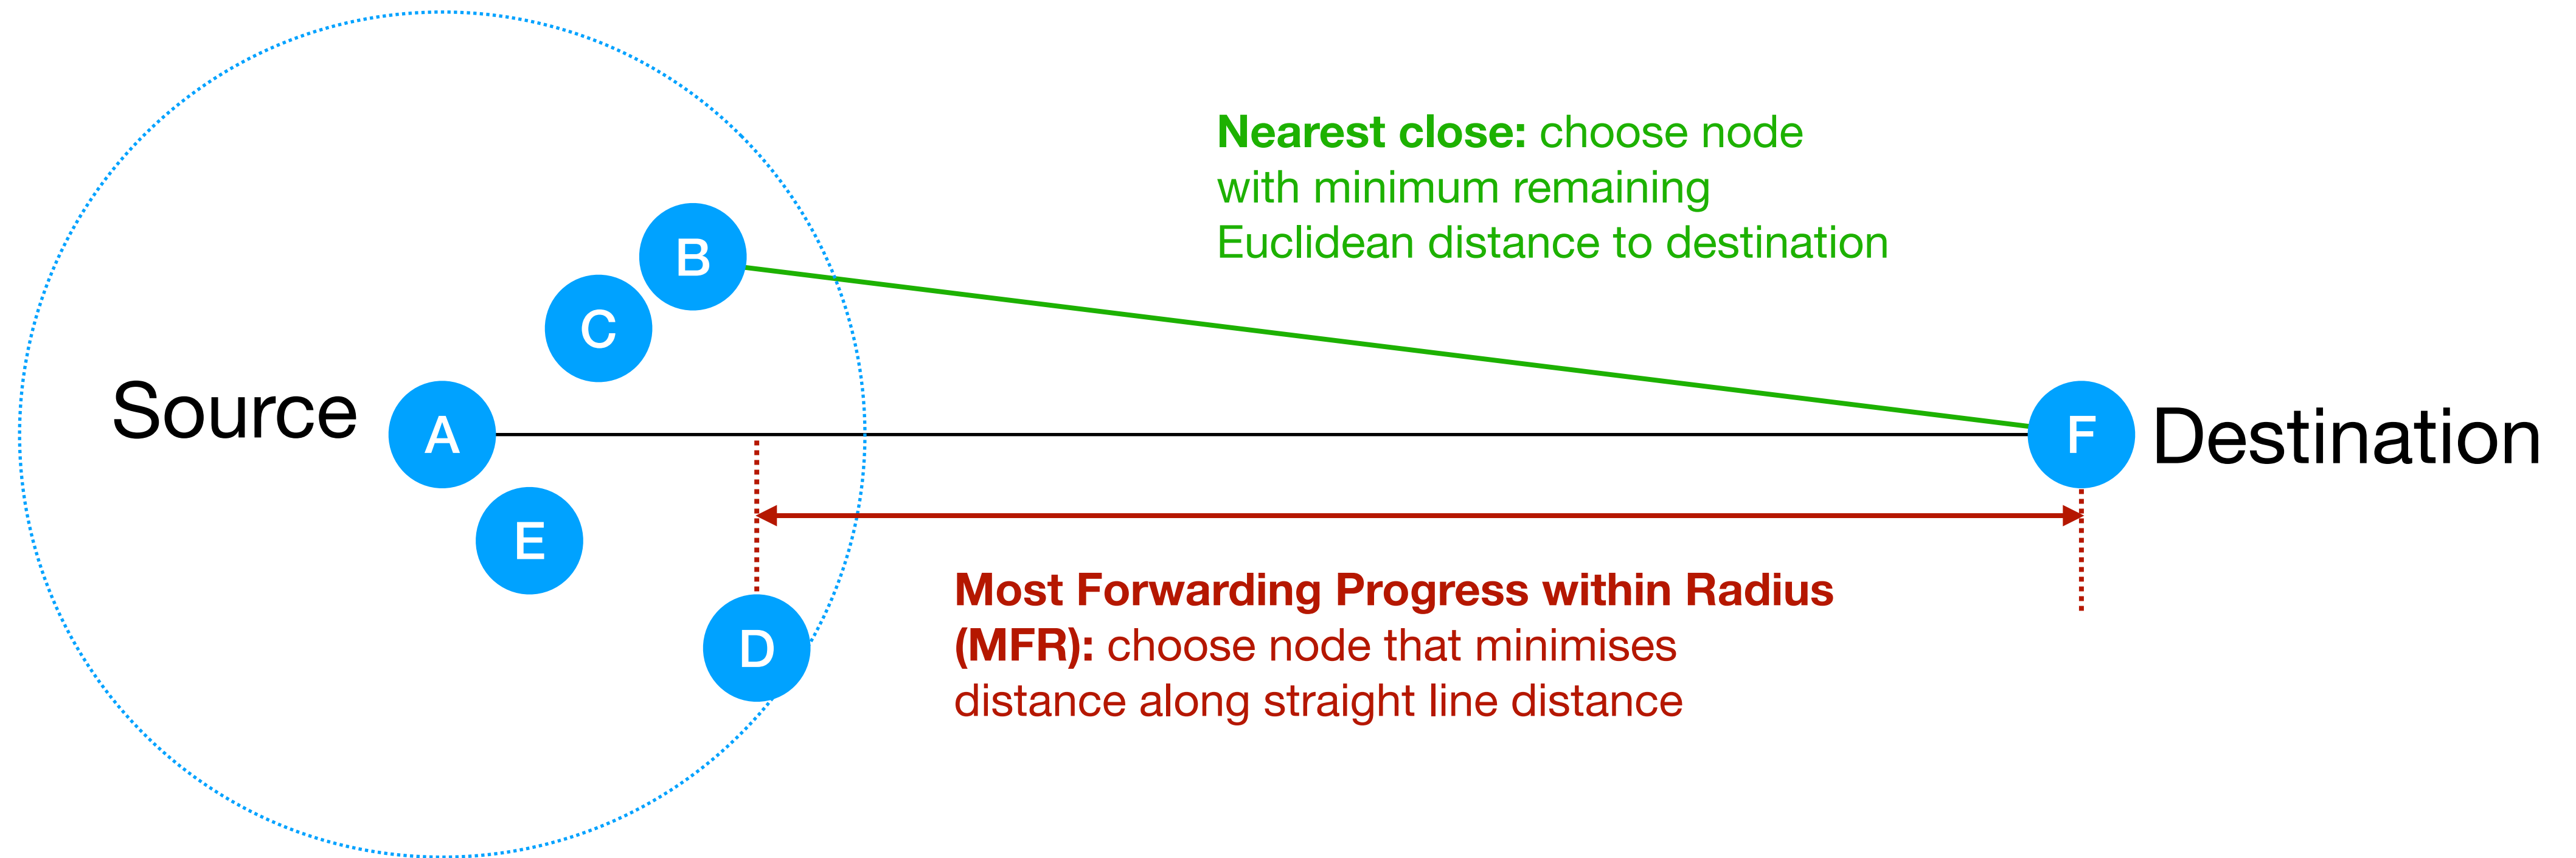 Nearest close: choose node
with minimum remaining
Euclidean distance to destination
B
C
Source
A
F
Destination
E
D
Most Forwarding Progress within Radius
(MFR): choose node that minimises
distance along straight line distance